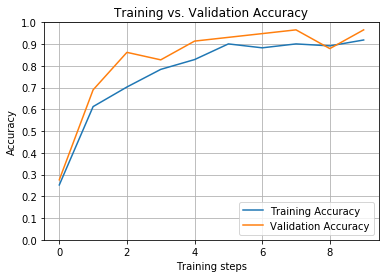 Training vs. Validation Accuracy
1.0
0.9
0.8
0.7
0.6
0.5
0.4
0.3
0.2
0.1
0.0
Accuracy
Training Accuracy
Validation Accuracy
0 2 4 6 8
Training steps